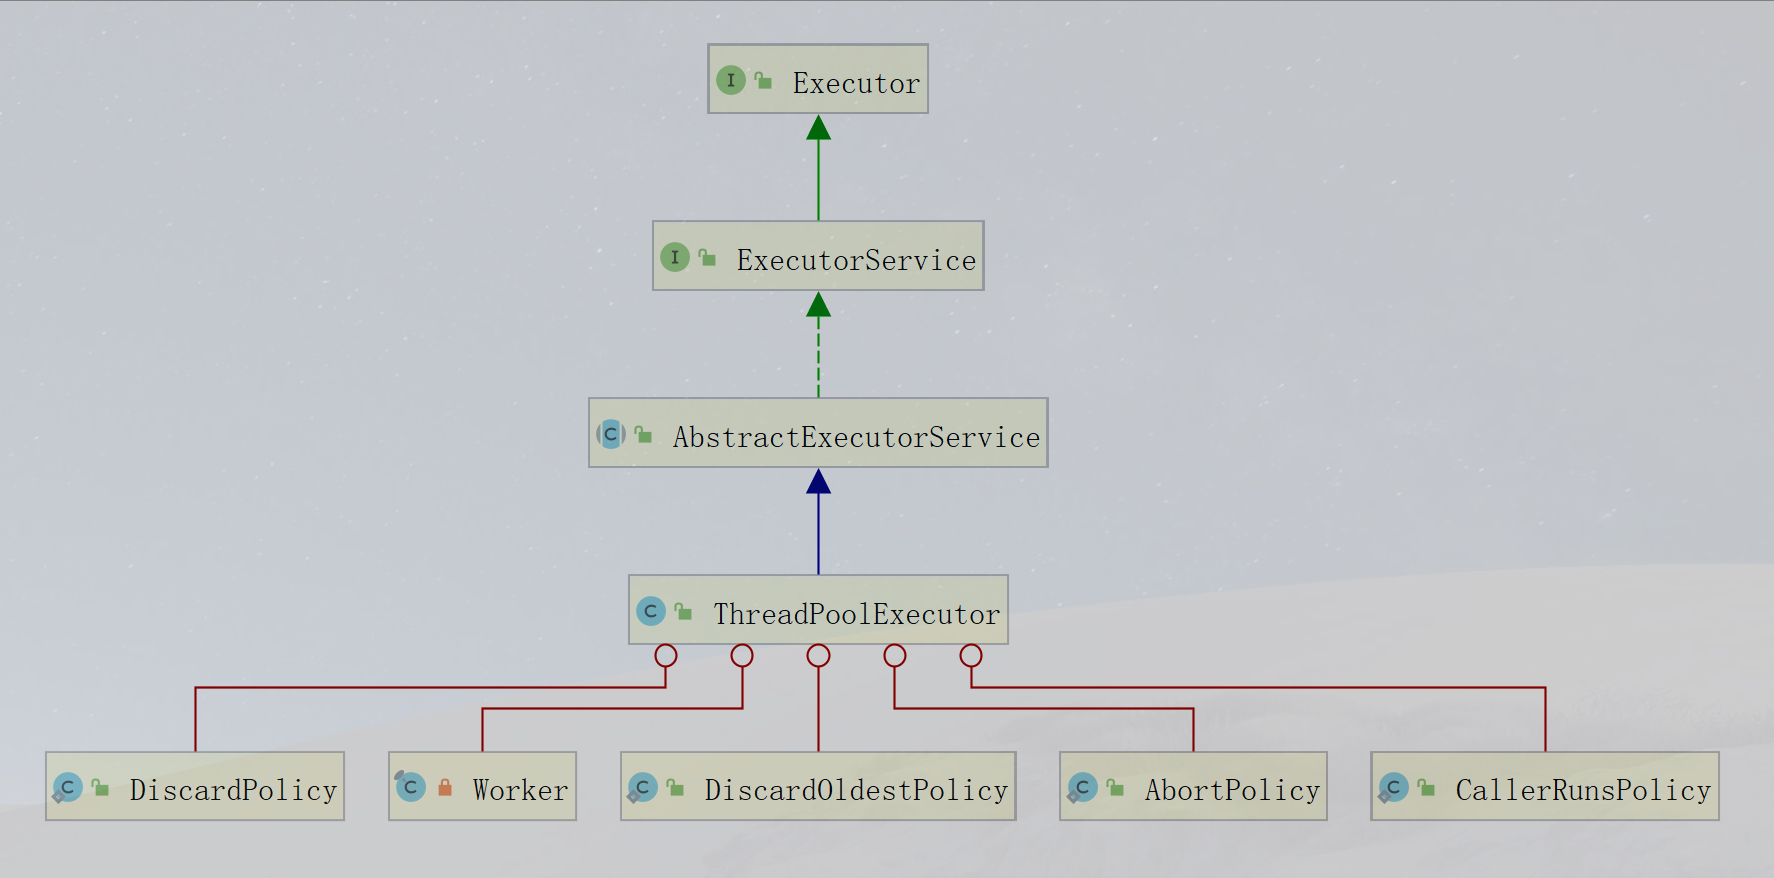 I Executor
I ExecutorService
C AbstractExecutorService
C ThreadPoolExecutor
C DiscardPolicy
C Worker
C DiscardOldestPolicy
C AbortPolicy
C CallerRunsPolicy